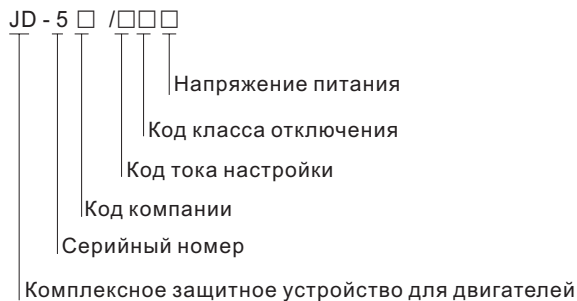 JD - 5 □ /□□□
Напряжение питания
Код класса отключения
Код тока настройки
Код компании
Серийный номер
Комплексное защитное устройство для двигателей